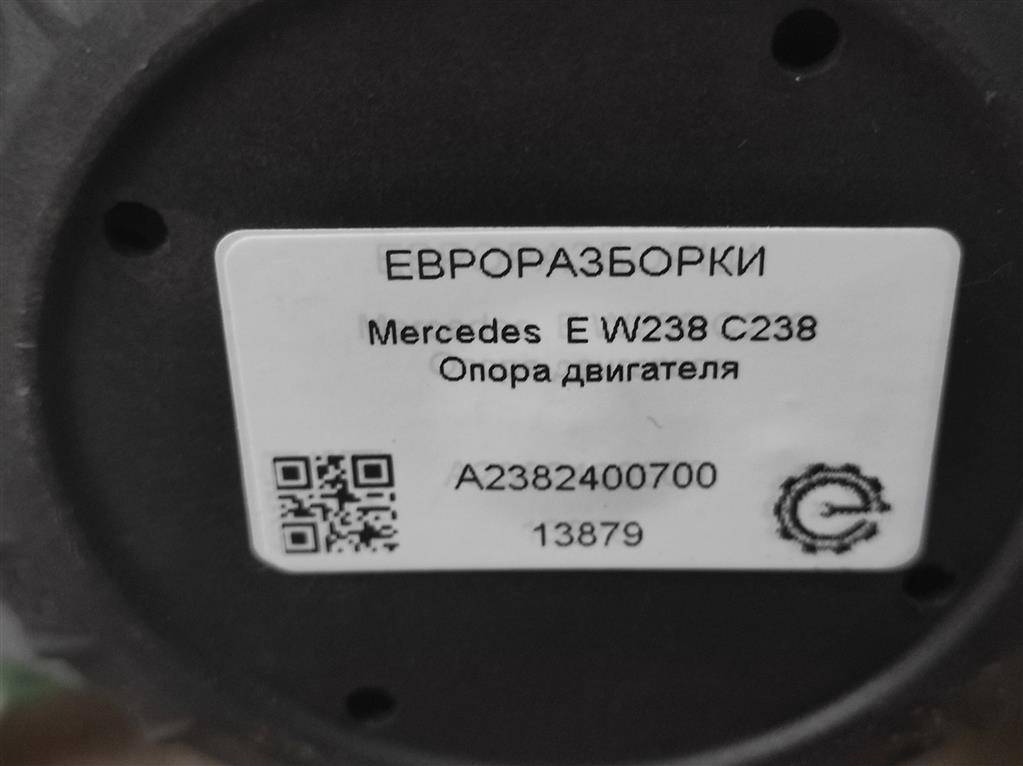 ЕВРОРАЗБОРКИ
Mercedes E W238 C238
Опора двигателя
A2382400700
13879